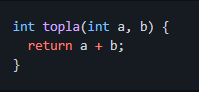 int topla(int a, b) {
  return a + b;
}